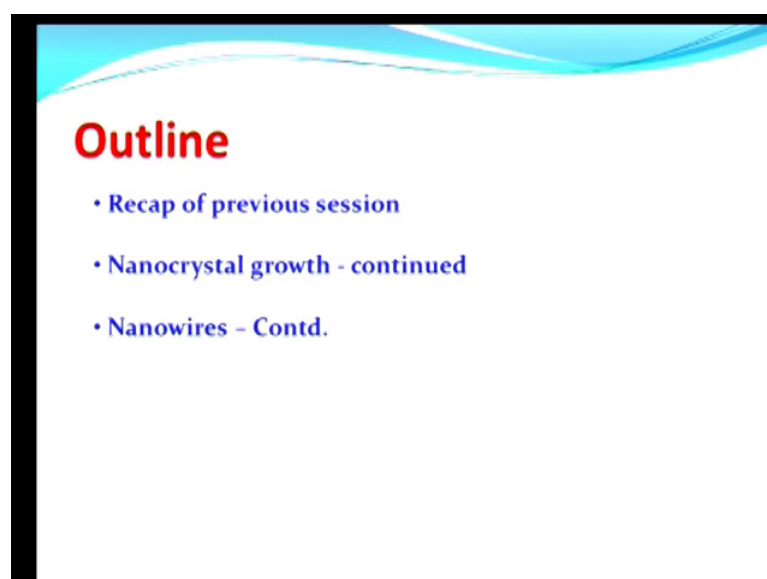 Outline
• Recap of previous session
• Nanocrystal growth - continued
• Nanowires – Contd.